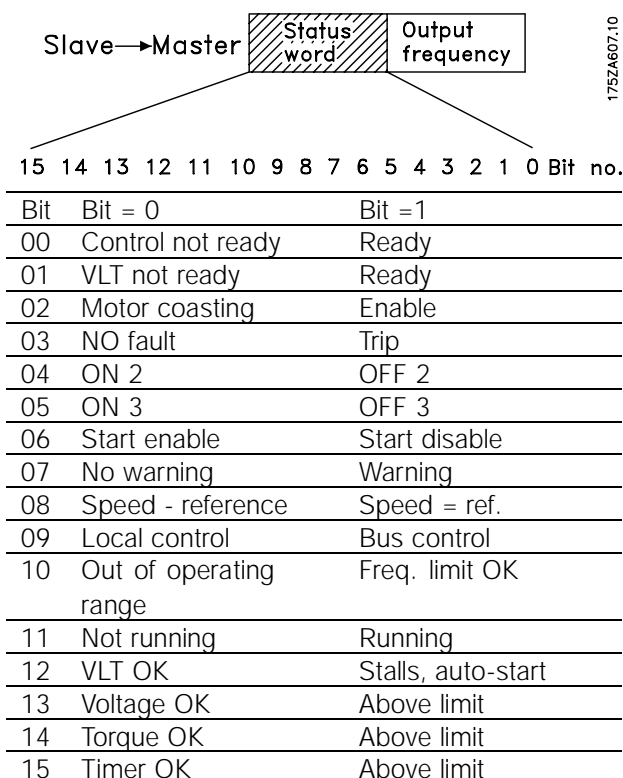 Slave→Master
Status word
Output frequency
175ZA607.10
15 14 13 12 11 10 9 8 7 6 5 4 3 2 1 0 Bit no.
Bit Bit = 0 Bit =1
00 Control not ready Ready
01 VLT not ready Ready
02 Motor coasting Enable
03 NO fault Trip
04 ON 2 OFF 2
05 ON 3 OFF 3
06 Start enable Start disable
07 No warning Warning
08 Speed - reference Speed = ref.
09 Local control Bus control
10 Out of operating Freq. limit OK
range
11 Not running Running
12 VLT OK Stalls, auto-start
13 Voltage OK Above limit
14 Torque OK Above limit
15 Timer OK Above limit